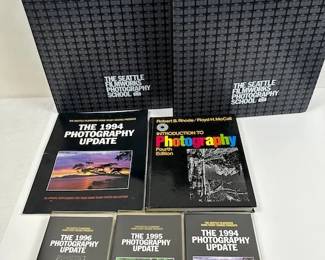 THE SEATTLE
FILMWORKS
PHOTOGRAPHY
SCHOOL
THE SEATTLE
FILMWORKS
PHOTOGRAPHY
SCHOOL
THE 1994
PHOTOGRAPHY
UPDATE
Robert B. Rhode/Floyd H. McCall
INTRODUCTION TO
Photography
Fourth
Edition
THE 1996
PHOTOGRAPHY
UPDATE
THE 1995
PHOTOGRAPHY
UPDATE
THE 1994
PHOTOGRAPHY
UPDATE